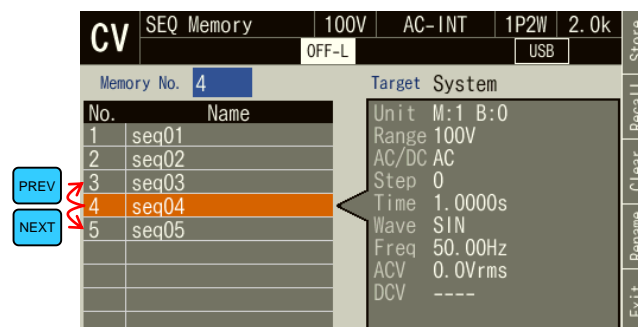 CV SEQ Memory 100V AC-INT 1P2W 2.0k
OFF-L USB
Memory No. 4 Target System
No. Name
1 seq01
2 seq02
3 seq03
4 seq04
5 seq05
PREV
NEXT
Unit M:1 B:0
Range 100V
AC/DC AC
Step 0
Time 1.0000s
Wave SIN
Freq 50.00Hz
ACV 0.0Vrms
DCV ----
Store
Recall
Clear
Rename
Exit